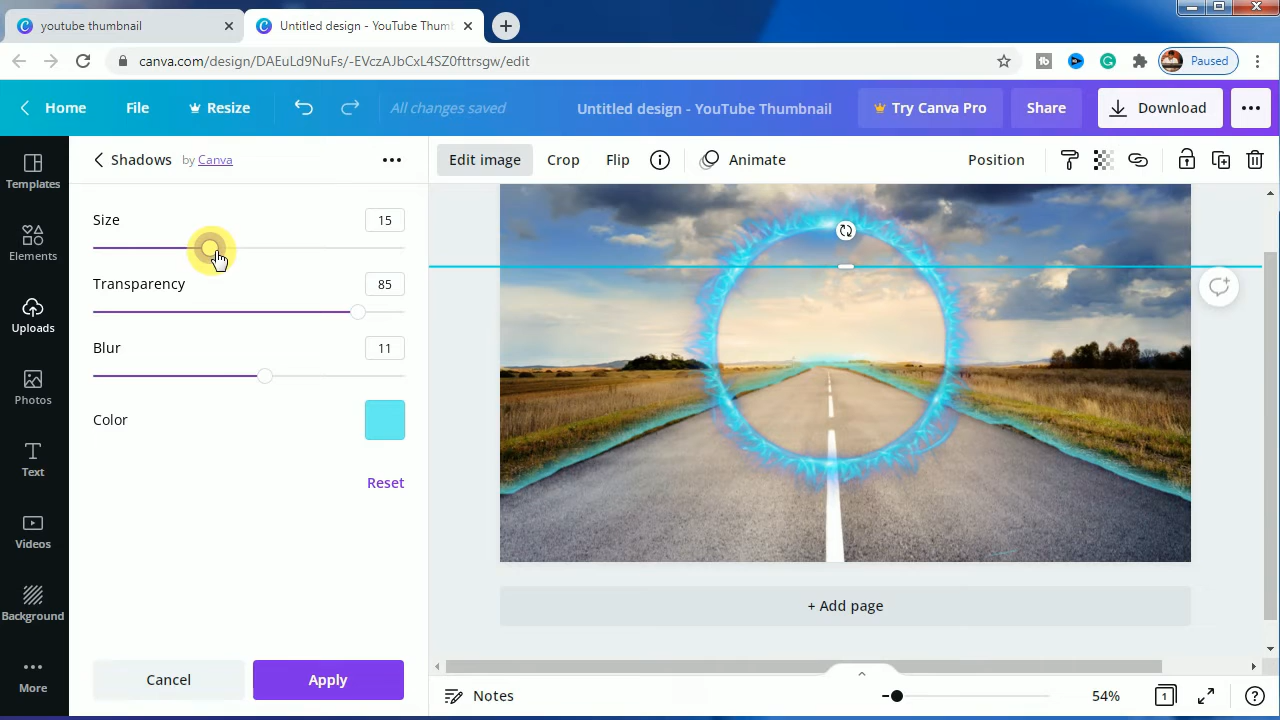 youtube thumbnail
Untitled design - YouTube Thumb
canva.com/design/DAEuLd9NuFs/-EVczAJbCxL4SZ0fthsgw/edit
Paused
Home
File
Resize
All changes saved
Untitled design - YouTube Thumbnail
Try Canva Pro
Share
Download
Templates
Elements
Uploads
Photos
Text
Videos
Background
More
Shadows by Canva
Size 15
Transparency 85
Blur 11
Color
Reset
Cancel
Apply
Edit image
Crop
Flip
Animate
Position
+ Add page
Notes
54%
1